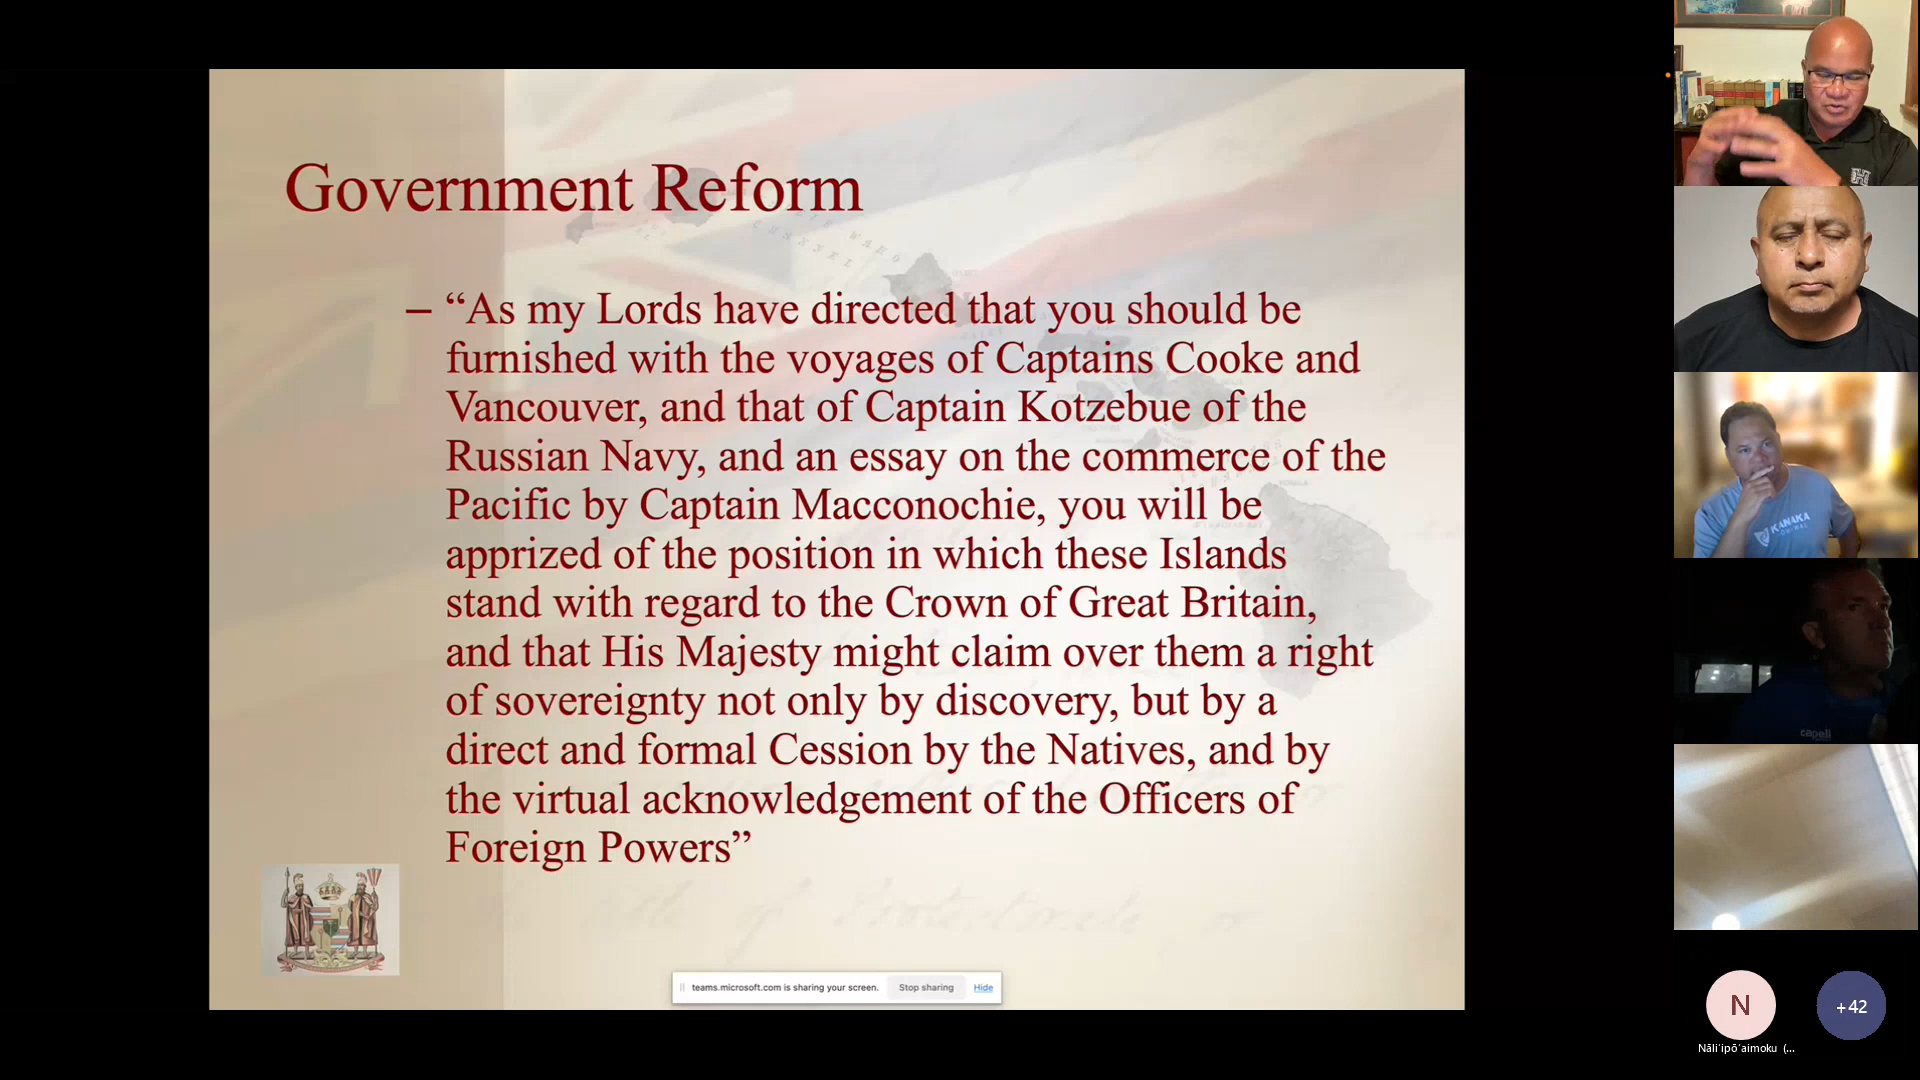 Government Reform
– “As my Lords have directed that you should be
furnished with the voyages of Captains Cooke and
Vancouver, and that of Captain Kotzebue of the
Russian Navy, and an essay on the commerce of the
Pacific by Captain Macconochie, you will be
apprized of the position in which these Islands
stand with regard to the Crown of Great Britain,
and that His Majesty might claim over them a right
of sovereignty not only by discovery, but by a
direct and formal Cession by the Natives, and by
the virtual acknowledgement of the Officers of
Foreign Powers”
teams.microsoft.com is sharing your screen. Stop sharing Hide
H
KANAKA
capelli
N
+42
Nāliʻipōʻaimoku (...